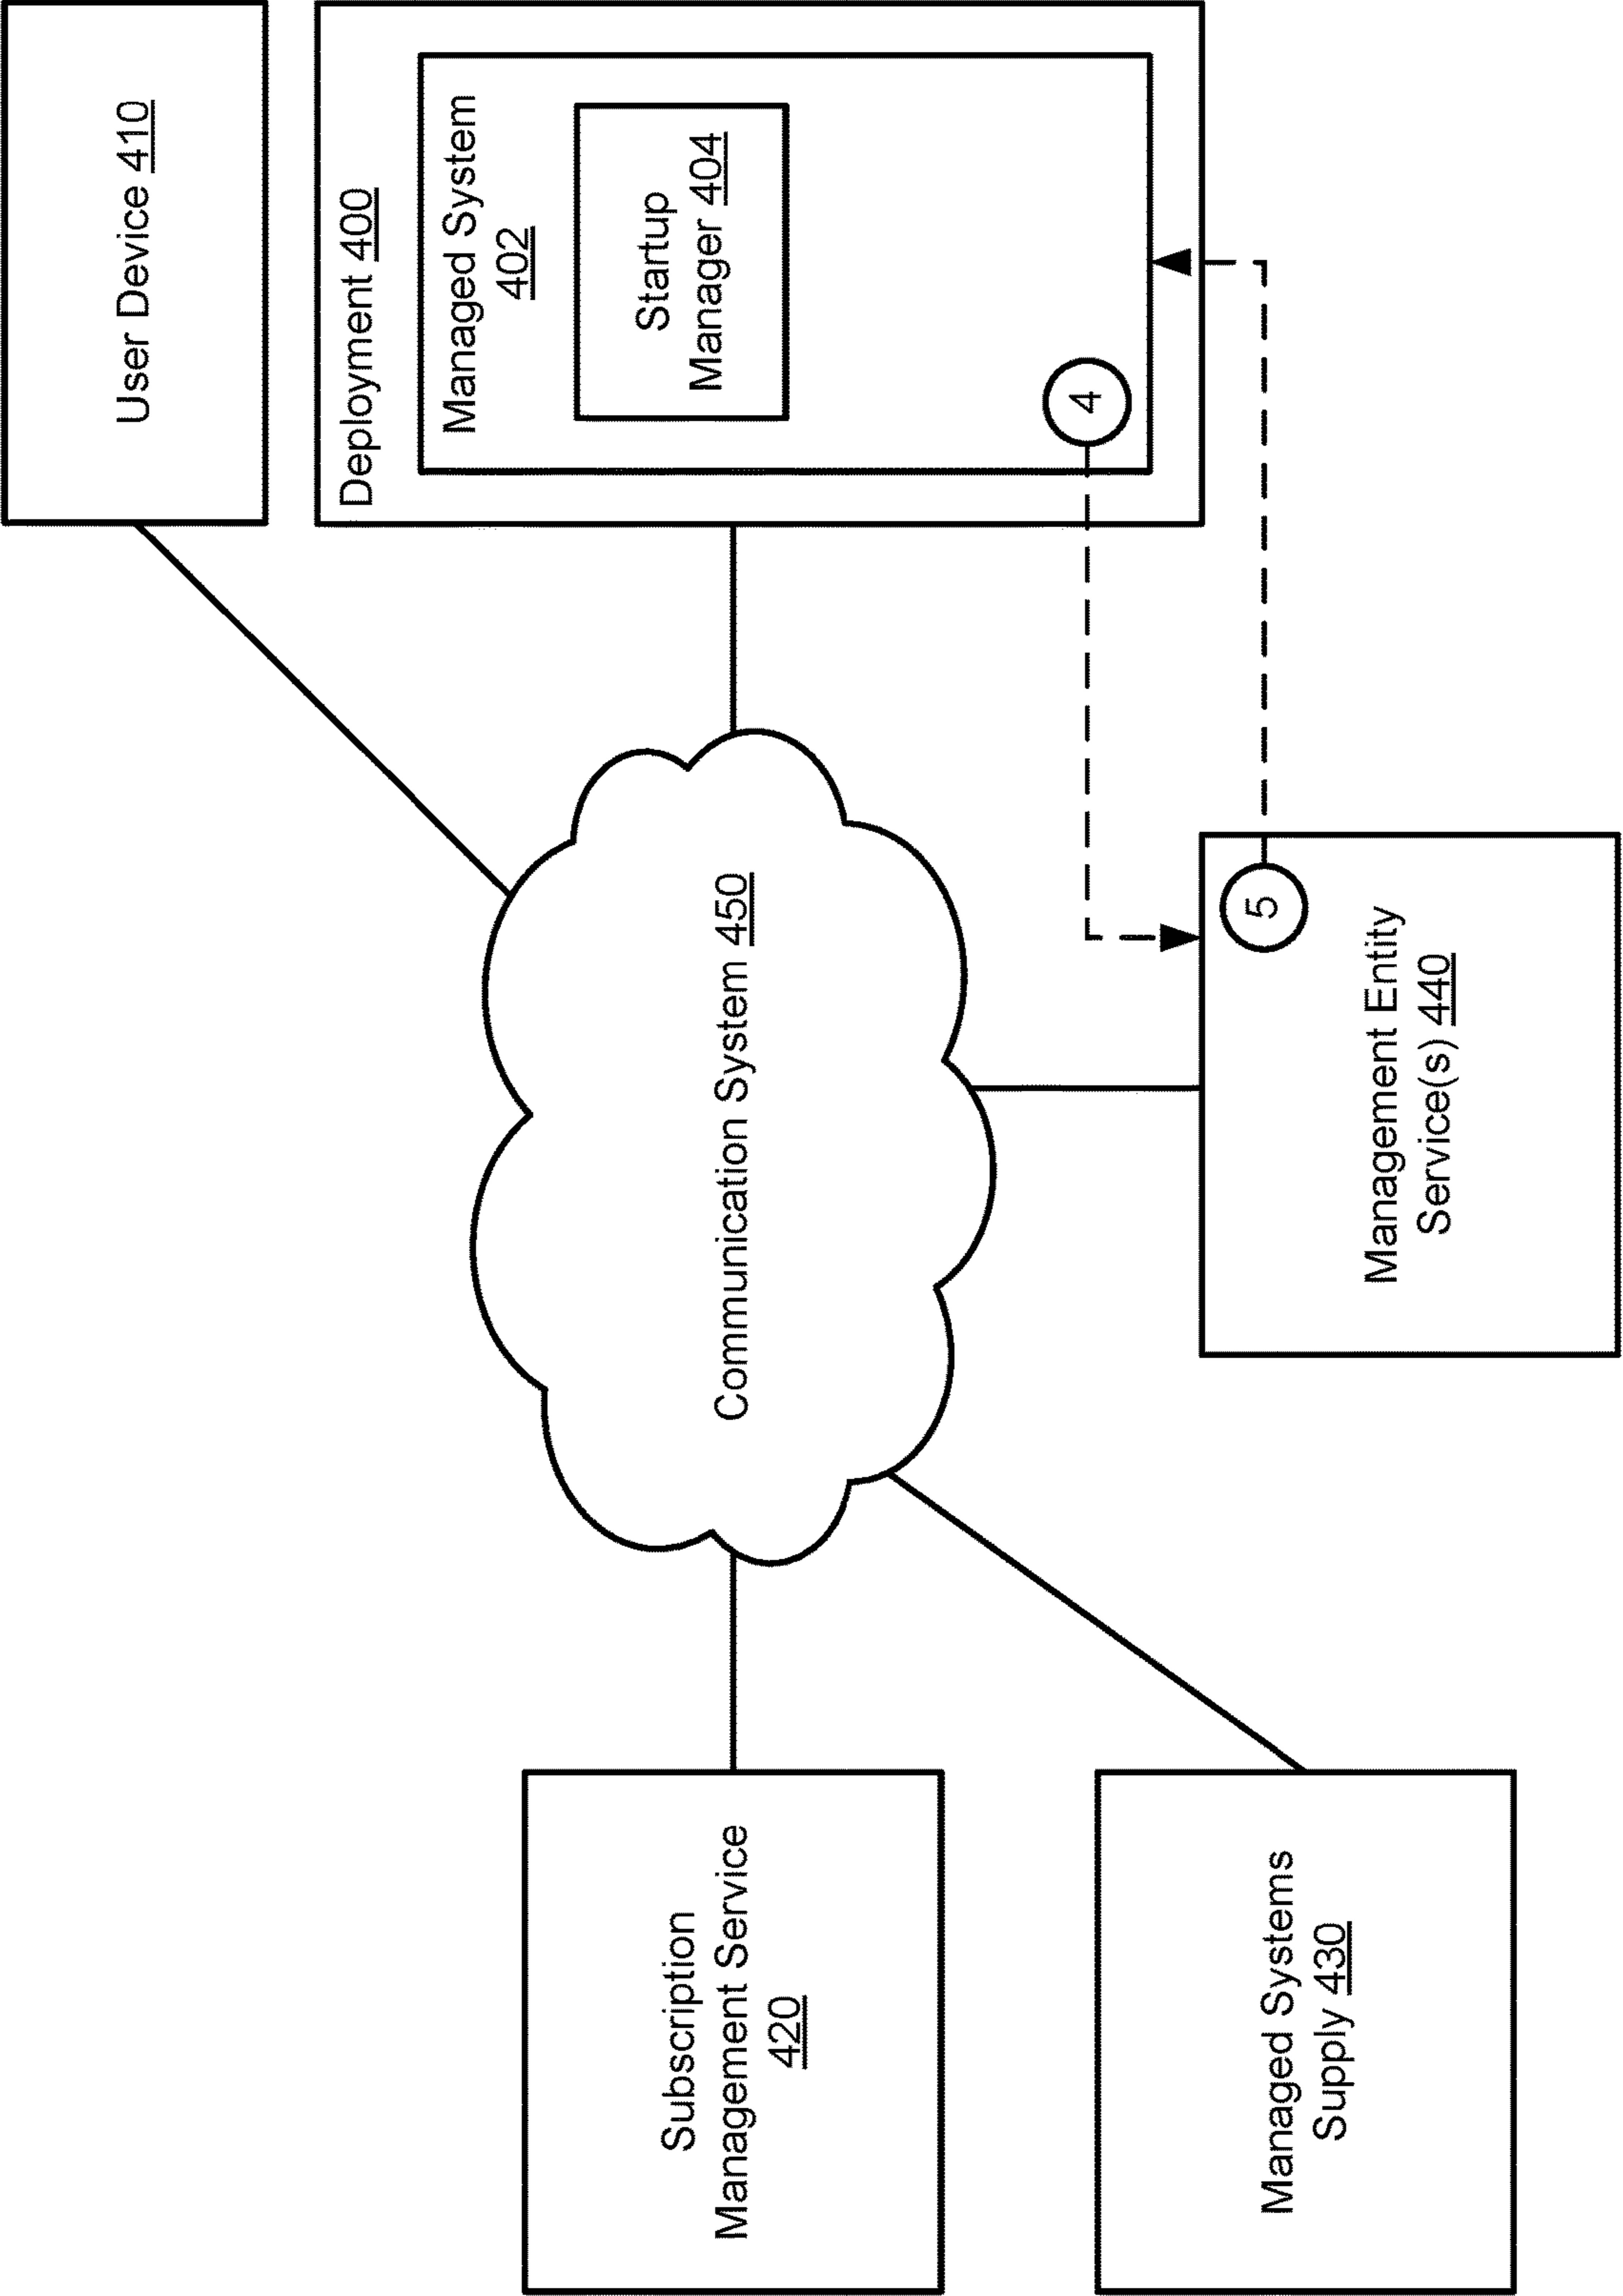 User Device 410
Deployment 400
Managed System
402
Startup
Manager 404
4
Communication System 450
5
Management Entity
Service(s) 440
Subscription
Management Service
420
Managed Systems
Supply 430